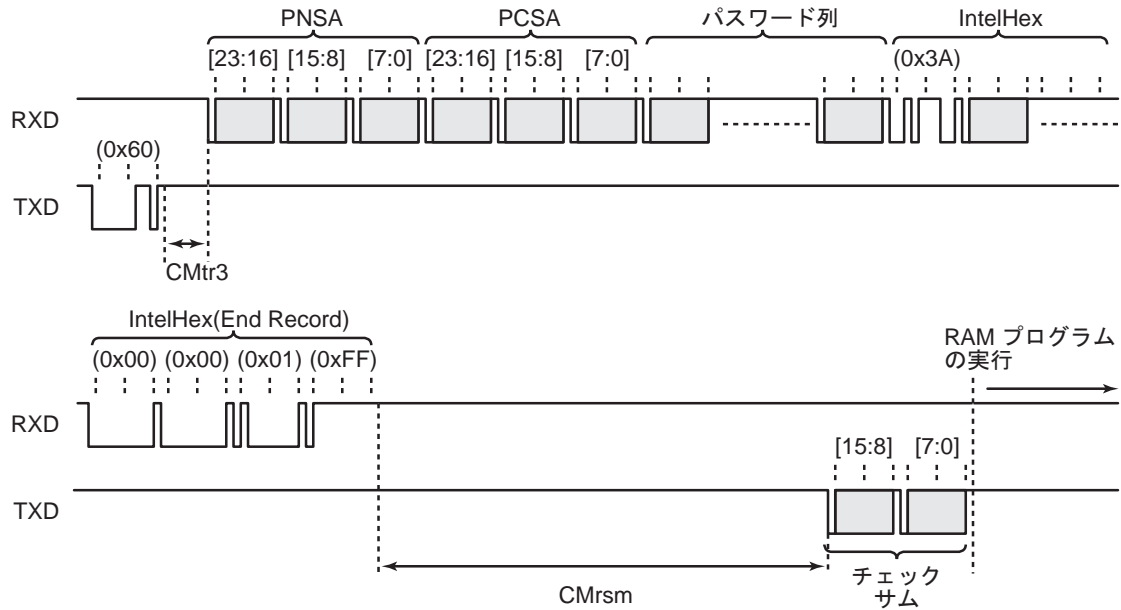 PNSA PCSA パスワード列 IntelHex
[23:16] [15:8] [7:0] [23:16] [15:8] [7:0] (0x3A)
RXD
(0x60)
TXD
CMtr3
IntelHex(End Record)
(0x00) (0x00) (0x01) (0xFF)
RAM プログラム
の実行
RXD
[15:8] [7:0]
TXD
チェック
サム
CMrsm